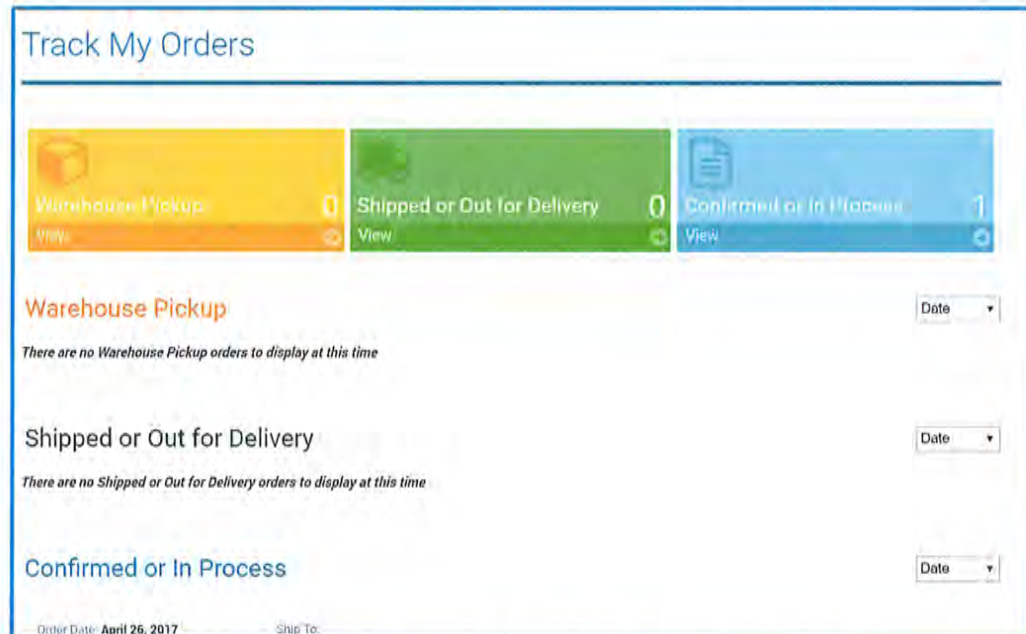 Track My Orders
Warehouse Pickup 0
View
Shipped or Out for Delivery 0
View
Confirmed or In Process 1
View
Warehouse Pickup
Date
There are no Warehouse Pickup orders to display at this time
Shipped or Out for Delivery
Date
There are no Shipped or Out for Delivery orders to display at this time
Confirmed or In Process
Date
Order Date: April 26, 2017 Ship To: